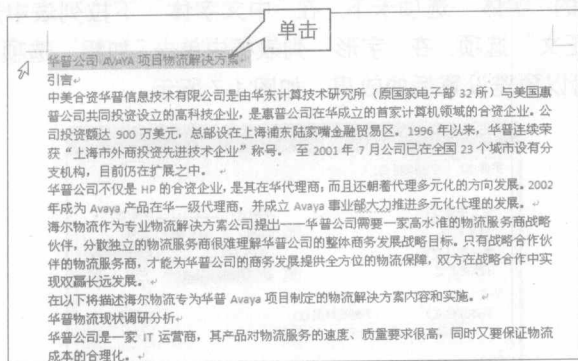 单击
华普公司 AVAYA 项目物流解决方案
引言
中美合资华普信息技术有限公司是由华东计算技术研究所（原国家电子部 32 所）与美国惠
普公司共同投资设立的高科技企业，是惠普公司在华成立的首家计算机领域的合资企业。公
司投资额达 900 万美元，总部设在上海浦东陆家嘴金融贸易区。1996 年以来，华普连续荣
获“上海市外商投资先进技术企业”称号。 至 2001 年 7 月公司已在全国 23 个城市设有分
支机构，目前仍在扩展之中。
华普公司不仅是 HP 的合资企业，是其在华代理商；而且还朝着代理多元化的方向发展。2002
年成为 Avaya 产品在华一级代理商，并成立 Avaya 事业部大力推进多元化代理的发展。
海尔物流作为专业物流解决方案公司提出——华普公司需要一家高水准的物流服务商战略
伙伴，分散独立的物流服务商很难理解华普公司的整体商务发展战略目标。只有战略合作伙
伴的物流服务商，才能为华普公司的商务发展提供全方位的物流保障，双方在战略合作中实
现双赢长远发展。
在以下将描述海尔物流专为华普 Avaya 项目制定的物流解决方案内容和实施。
华普物流现状调研分析
华普公司是一家 IT 运营商，其产品对物流服务的速度、质量要求很高，同时又要保证物流
成本的合理化。